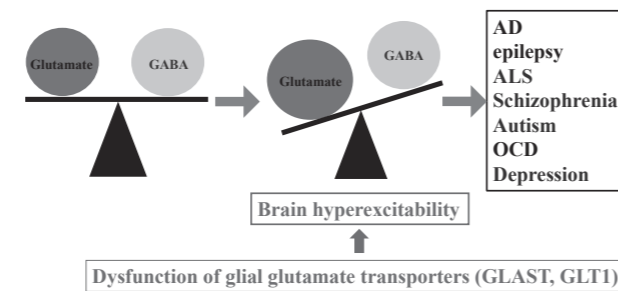 Glutamate
GABA
Glutamate
GABA
AD
epilepsy
ALS
Schizophrenia
Autism
OCD
Depression
Brain hyperexcitability
Dysfunction of glial glutamate transporters (GLAST, GLT1)